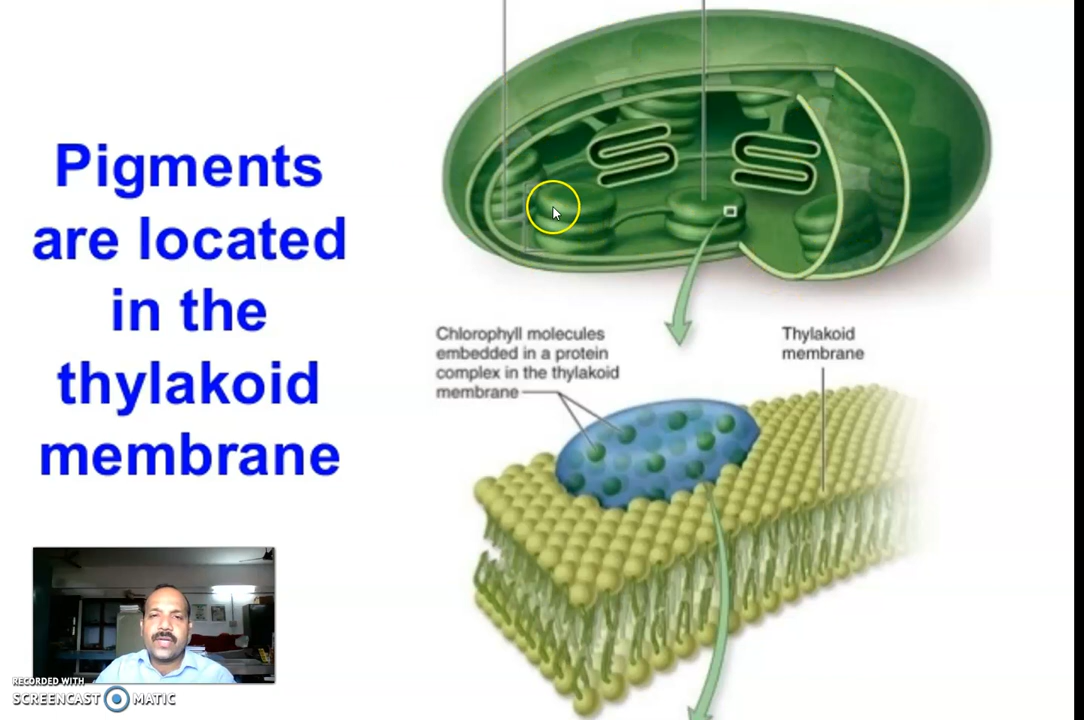 Pigments
are located
in the
thylakoid
membrane
Chlorophyll molecules
embedded in a protein
complex in the thylakoid
membrane
Thylakoid
membrane
RECORDED WITH
SCREENCAST MATIC